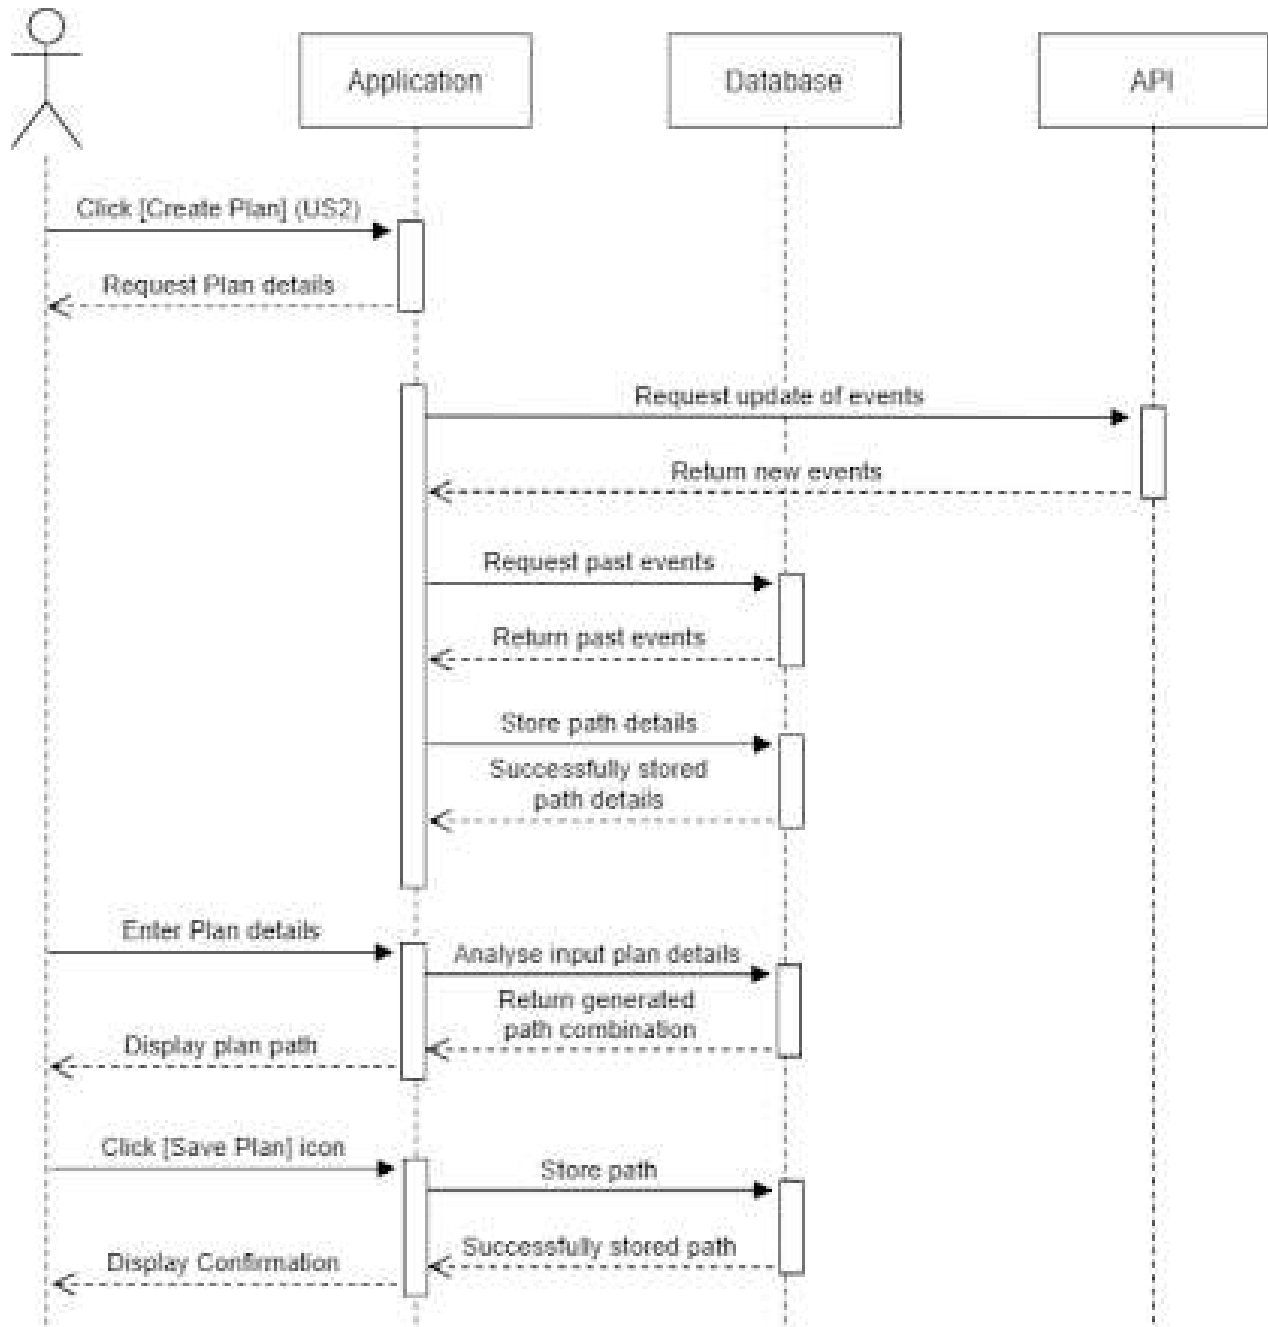 Application
Database
API
Click [Create Plan] (US2)
Request Plan details
Request update of events
Return new events
Request past events
Return past events
Store path details
Successfully stored
path details
Enter Plan details
Analyse input plan details
Return generated
path combination
Display plan path
Click [Save Plan] icon
Store path
Successfully stored path
Display Confirmation